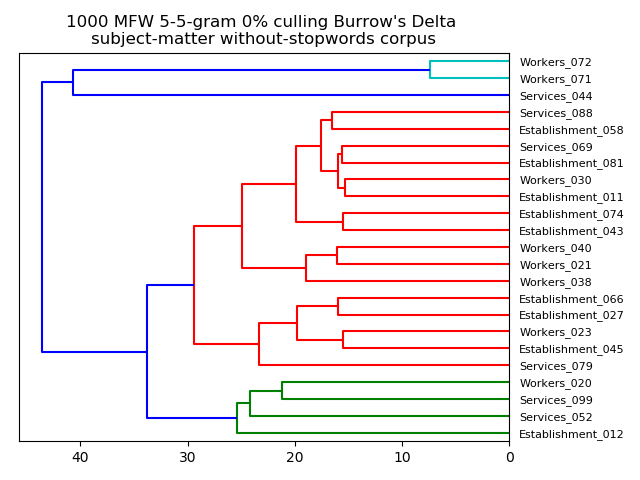 1000 MFW 5-5-gram 0% culling Burrow's Delta
subject-matter without-stopwords corpus
Workers_072
Workers_071
Services_044
Services_088
Establishment_058
Services_069
Establishment_081
Workers_030
Establishment_011
Establishment_074
Establishment_043
Workers_040
Workers_021
Workers_038
Establishment_066
Establishment_027
Workers_023
Establishment_045
Services_079
Workers_020
Services_099
Services_052
Establishment_012
40 30 20 10 0